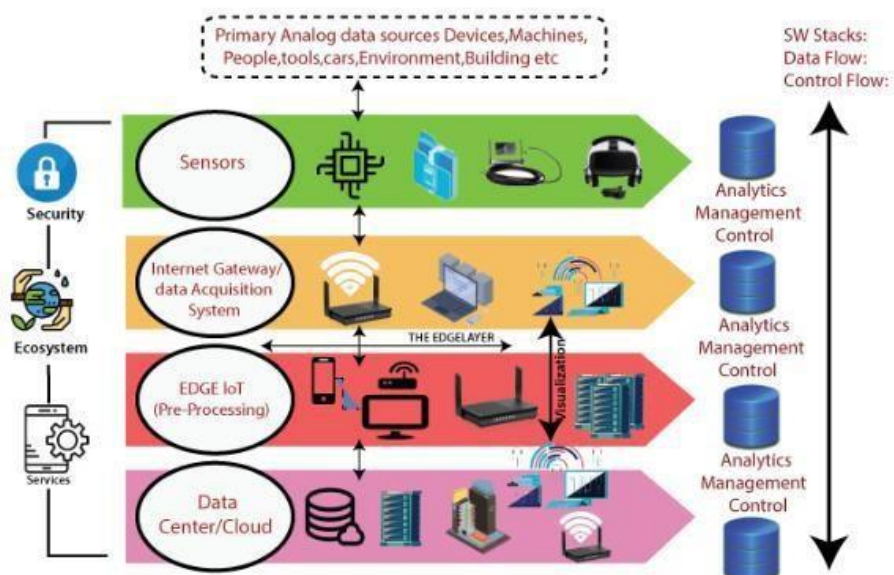 Primary Analog data sources Devices,Machines,
People,tools,cars,Environment,Building etc
SW Stacks:
Data Flow:
Control Flow:
Sensors
Security
Analytics
Management
Control
Internet Gateway/
data Acquisition
System
Ecosystem
Analytics
Management
Control
THE EDGELAYER
Visualization
EDGE IoT
(Pre-Processing)
Services
Analytics
Management
Control
Data
Center/Cloud